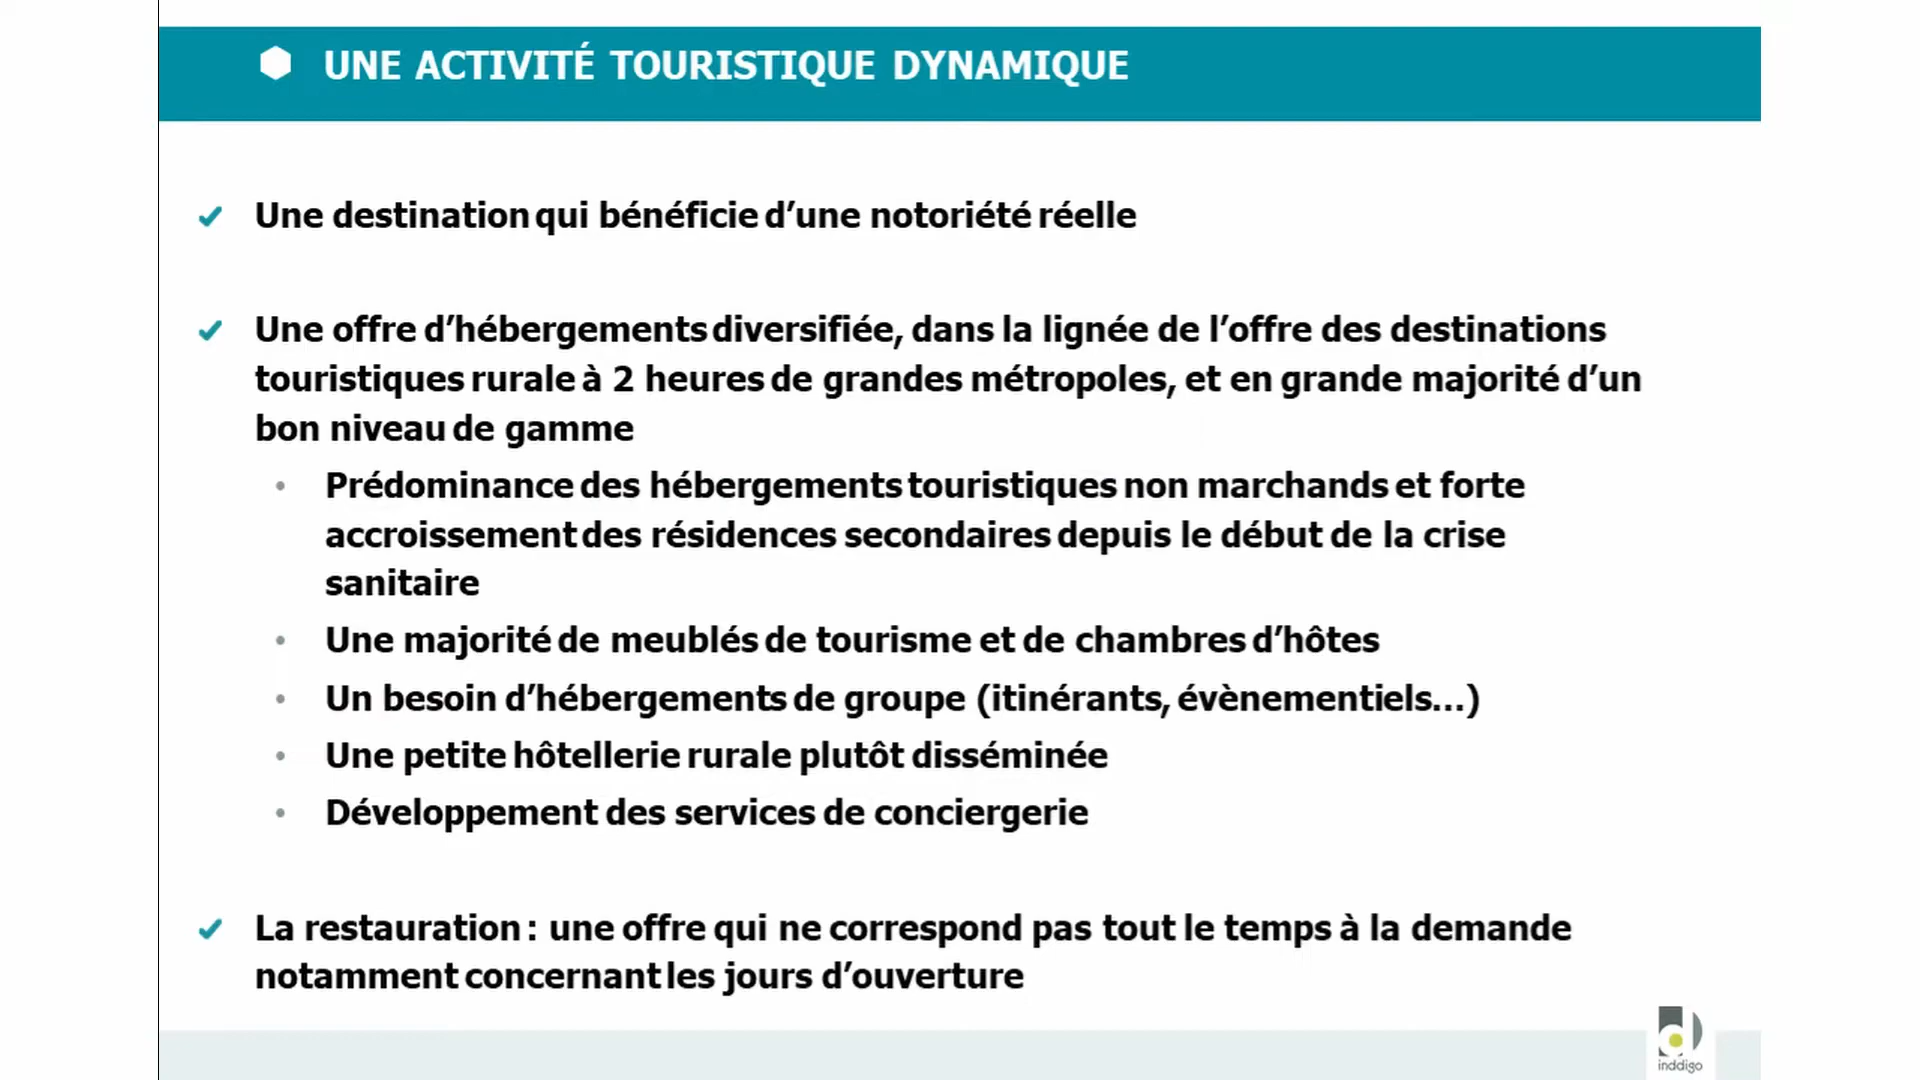 UNE ACTIVITÉ TOURISTIQUE DYNAMIQUE
Une destination qui bénéficie d’une notoriété réelle
Une offre d’hébergements diversifiée, dans la lignée de l’offre des destinations
touristiques rurale à 2 heures de grandes métropoles, et en grande majorité d’un
bon niveau de gamme
Prédominance des hébergements touristiques non marchands et forte
accroissement des résidences secondaires depuis le début de la crise
sanitaire
Une majorité de meublés de tourisme et de chambres d’hôtes
Un besoin d’hébergements de groupe (itinérants, évènementiels…)
Une petite hôtellerie rurale plutôt disséminée
Développement des services de conciergerie
La restauration : une offre qui ne correspond pas tout le temps à la demande
notamment concernant les jours d’ouverture
inddigo